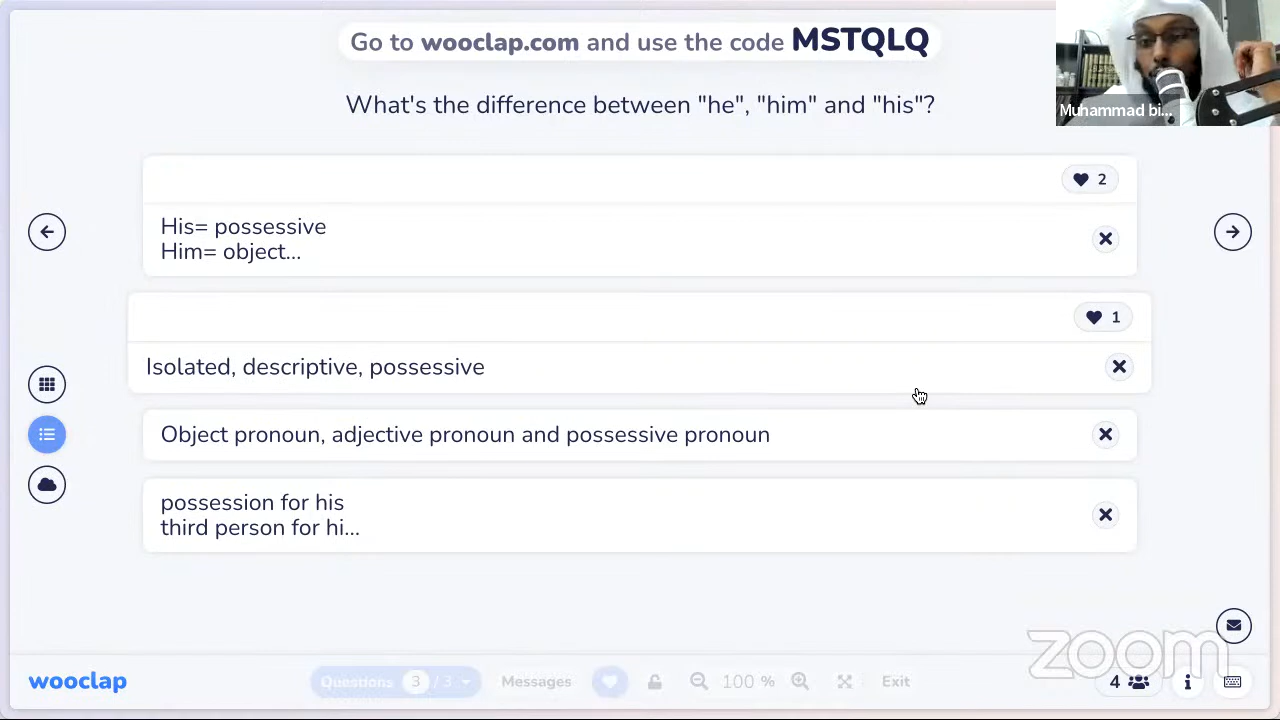 Go to wooclap.com and use the code MSTQLQ
Muhammad bi...
What's the difference between "he", "him" and "his"?
2
His= possessive
Him= object...
1
Isolated, descriptive, possessive
Object pronoun, adjective pronoun and possessive pronoun
possession for his
third person for hi...
zoom
wooclap
Questions 3 / 3
Messages
100 %
Exit
4